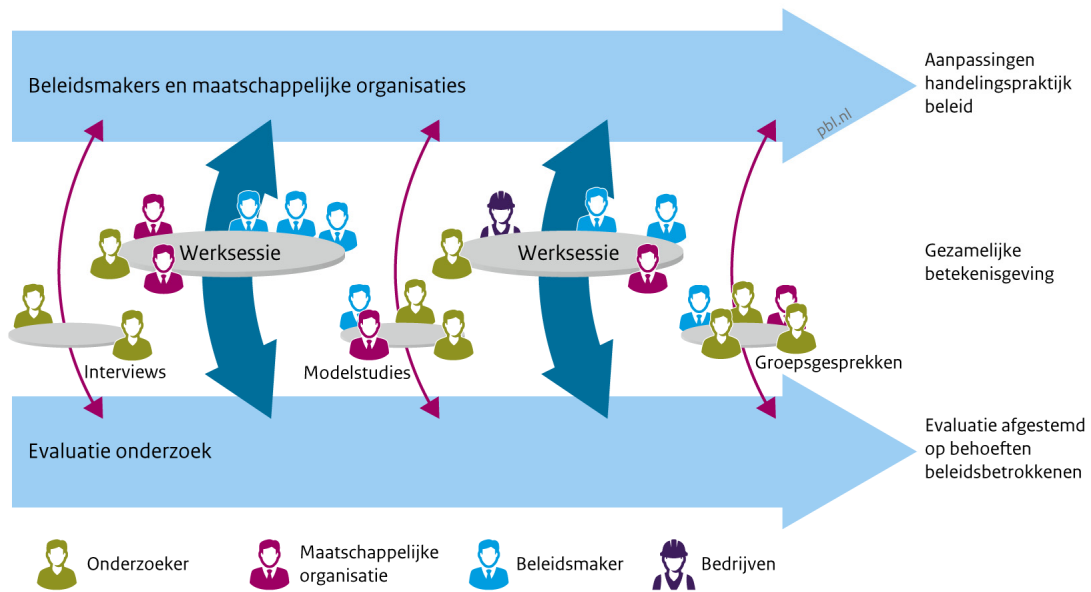 Beleidsmakers en maatschappelijke organisaties
Aanpassingen
handelingspraktijk
beleid
pbl.nl
Werksessie
Werksessie
Gezamelijke
betekenisgeving
Interviews
Modelstudies
Groepsgesprekken
Evaluatie onderzoek
Evaluatie afgestemd
op behoeften
beleidsbetrokkenen
Onderzoeker
Maatschappelijke
organisatie
Beleidsmaker
Bedrijven